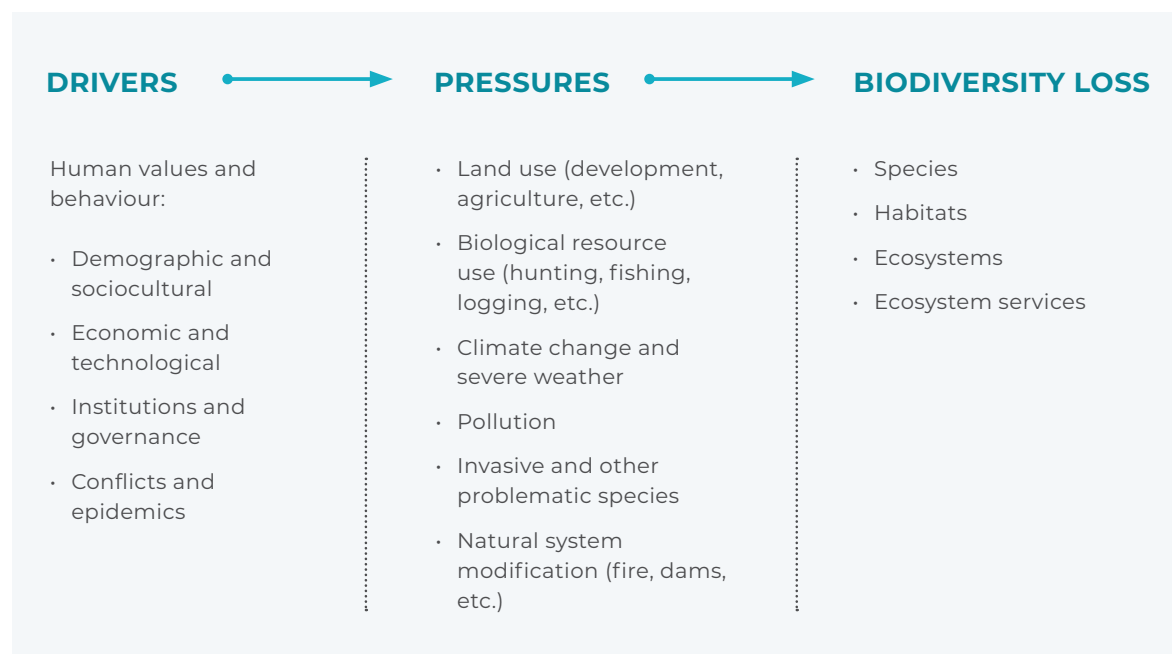 DRIVERS
PRESSURES
BIODIVERSITY LOSS
Human values and
behaviour:
• Demographic and
sociocultural
• Economic and
technological
• Institutions and
governance
• Conflicts and
epidemics
• Land use (development,
agriculture, etc.)
• Biological resource
use (hunting, fishing,
logging, etc.)
• Climate change and
severe weather
• Pollution
• Invasive and other
problematic species
• Natural system
modification (fire, dams,
etc.)
• Species
• Habitats
• Ecosystems
• Ecosystem services